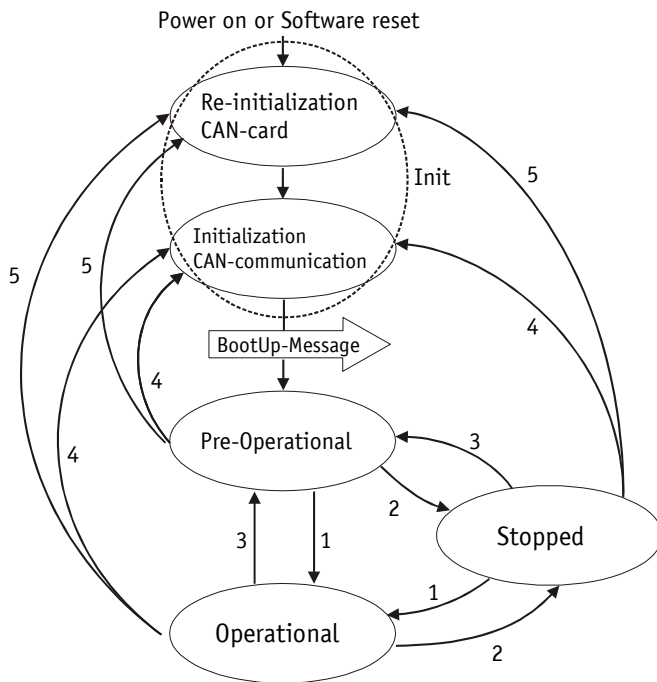 Power on or Software reset
Re-initialization
CAN-card
Init
5
Initialization
CAN-communication
5
5
4
BootUp-Message
4
Pre-Operational
3
4
2
Stopped
3
1
1
Operational
2